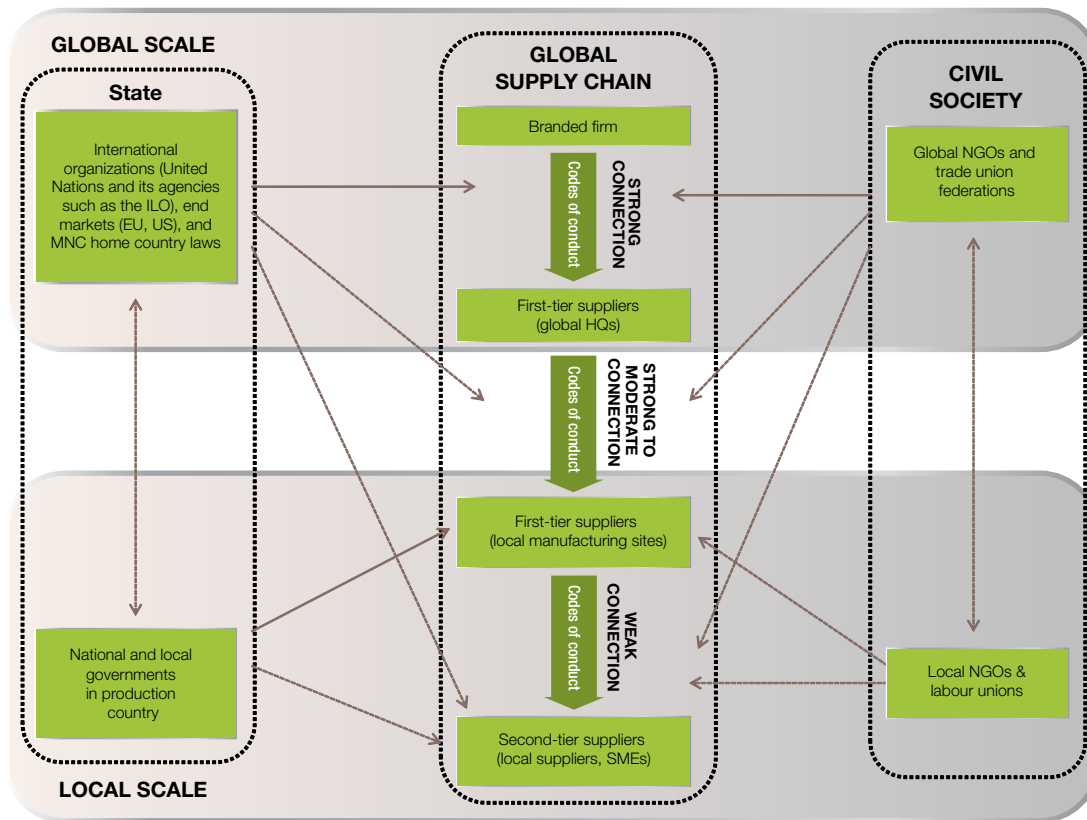 GLOBAL SCALE
State
International
organizations (United
Nations and its agencies
such as the ILO), end
markets (EU, US), and
MNC home country laws
National and local
governments
in production
country
LOCAL SCALE
GLOBAL
SUPPLY CHAIN
Branded firm
Codes of conduct
STRONG
CONNECTION
First-tier suppliers
(global HQs)
Codes of conduct
STRONG TO
MODERATE
CONNECTION
First-tier suppliers
(local manufacturing sites)
Codes of conduct
WEAK
CONNECTION
Second-tier suppliers
(local suppliers, SMEs)
CIVIL
SOCIETY
Global NGOs and
trade union
federations
Local NGOs &
labour unions